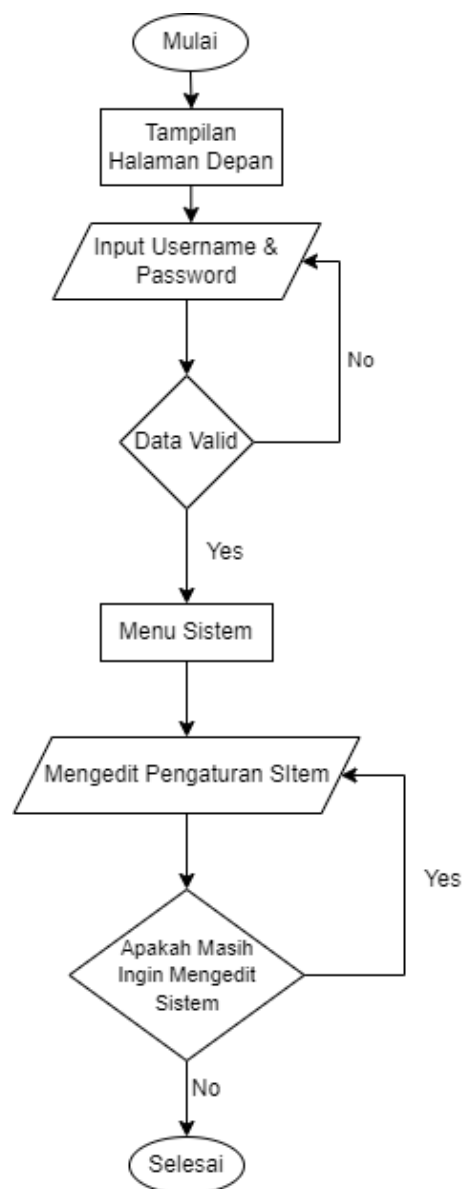 Mulai
Tampilan
Halaman Depan
Input Username &
Password
No
Data Valid
Yes
Menu Sistem
Mengedit Pengaturan SItem
Yes
Apakah Masih
Ingin Mengedit
Sistem
No
Selesai